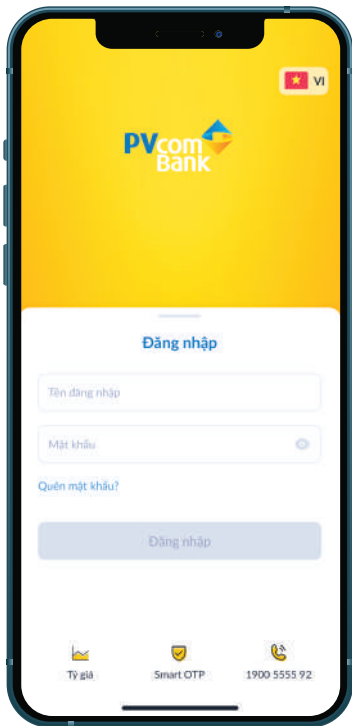 VI
PVcom
Bank
Đăng nhập
Tên đăng nhập
Mật khẩu
Quên mật khẩu?
Đăng nhập
Tỷ giá
Smart OTP
1900 5555 92